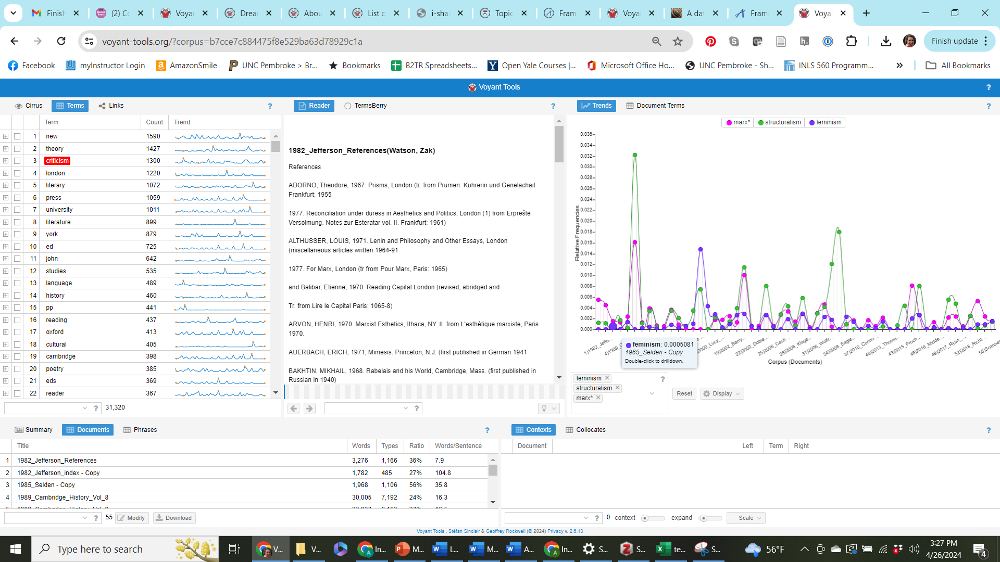 Finish
(2) Co
Voyan
Drea
Abou
List o
i-shar
Topic
Fram
Voyan
A dat
Fram
Voyan
voyant-tools.org/?corpus=b7cce7c884475f8e529ba63d78929c1a
Finish update
Facebook
myInstructor Login
AmazonSmile
UNC Pembroke > Br...
Bookmarks
B2TR Spreadsheets...
Open Yale Courses |...
Microsoft Office Ho...
UNC Pembroke - Sh...
INLS 560 Programm...
All Bookmarks
Voyant Tools
Cirrus Terms Links
Term Count Trend
1 new 1590
2 theory 1427
3 criticism 1300
4 london 1220
5 literary 1072
6 press 1059
7 university 1011
8 literature 899
9 york 879
10 ed 725
11 john 642
12 studies 535
13 language 489
14 history 460
15 pp 441
16 reading 437
17 oxford 413
18 cultural 405
19 cambridge 398
20 poetry 385
21 eds 369
22 reader 367
? 31,320
Reader TermsBerry
1982_Jefferson_References(Watson, Zak)
References
ADORNO, Theodore, 1967. Prisms, London (tr. from Prumen: Kuhrerin und Genelachait
Frankfurt: 1955
1977. Reconciliation under duress in Aesthetics and Politics, London (1) from Erprešte
Versolmung. Notes zur Esteratar vol. II. Frankfurt: 1961)
ALTHUSSER, LOUIS, 1971. Lenin and Philosophy and Other Essays, London
(miscellaneous articles written 1964-91
1977. For Marx, London (tr from Pour Marx, Paris: 1965)
and Balibar, Etienne, 1970. Reading Capital London (revised, abridged and
Tr. from Lire le Capital Paris: 1065-8)
ARVON, HENRI, 1970. Marxist Esthetics, Ithaca, NY. II. from L'esthétique marxiste, Paris
1970.
AUERBACH, ERICH, 1971, Mimesis. Princeton, N.J. (first published in German 1941
BAKHTIN, MIKHAIL, 1968. Rabelais and his World, Cambridge, Mass. (first published in
Russian in 1940)
Trends Document Terms
marx* structuralism feminism
0.036
0.034
0.032
0.030
0.028
0.026
0.024
0.022
0.020
0.018
0.016
0.014
0.012
0.010
0.008
0.006
0.004
0.002
0.000
Relative Frequencies
1)1982_Jeffe...
19)2002_Barry...
22)2002_Dobie...
25)2006_Castl...
28)2006_Klage...
31)2006_Wolfr...
34)2008_Eagle...
37)2010_Conno...
40)2013_Thoma...
43)2015_Proch...
46)2016_Midde...
49)2017_Ryan_...
52)2018_Richt...
55)Scanne
Corpus (Documents)
feminism: 0.0005081
1985_Selden - Copy
Double-click to drilldown.
feminism
structuralism
marx*
Reset Display
Summary Documents Phrases
Title Words Types Ratio Words/Sentence
1 1982_Jefferson_References 3,276 1,166 36% 7.9
2 1982_Jefferson_index - Copy 1,782 485 27% 104.8
3 1985_Selden - Copy 1,968 1,106 56% 35.8
4 1989_Cambridge_History_Vol_8 30,005 7,192 24% 16.3
? 55 Modify Download
Contexts Collocates
Document Left Term Right
? 0 context expand Scale
Voyant Tools , Stéfan Sinclair & Geoffrey Rockwell (© 2024) Privacy v. 2.6.13
Type here to search
V...
V...
In...
M...
L...
M...
A...
In...
S...
S...
te...
S...
56°F
3:27 PM
4/26/2024
4